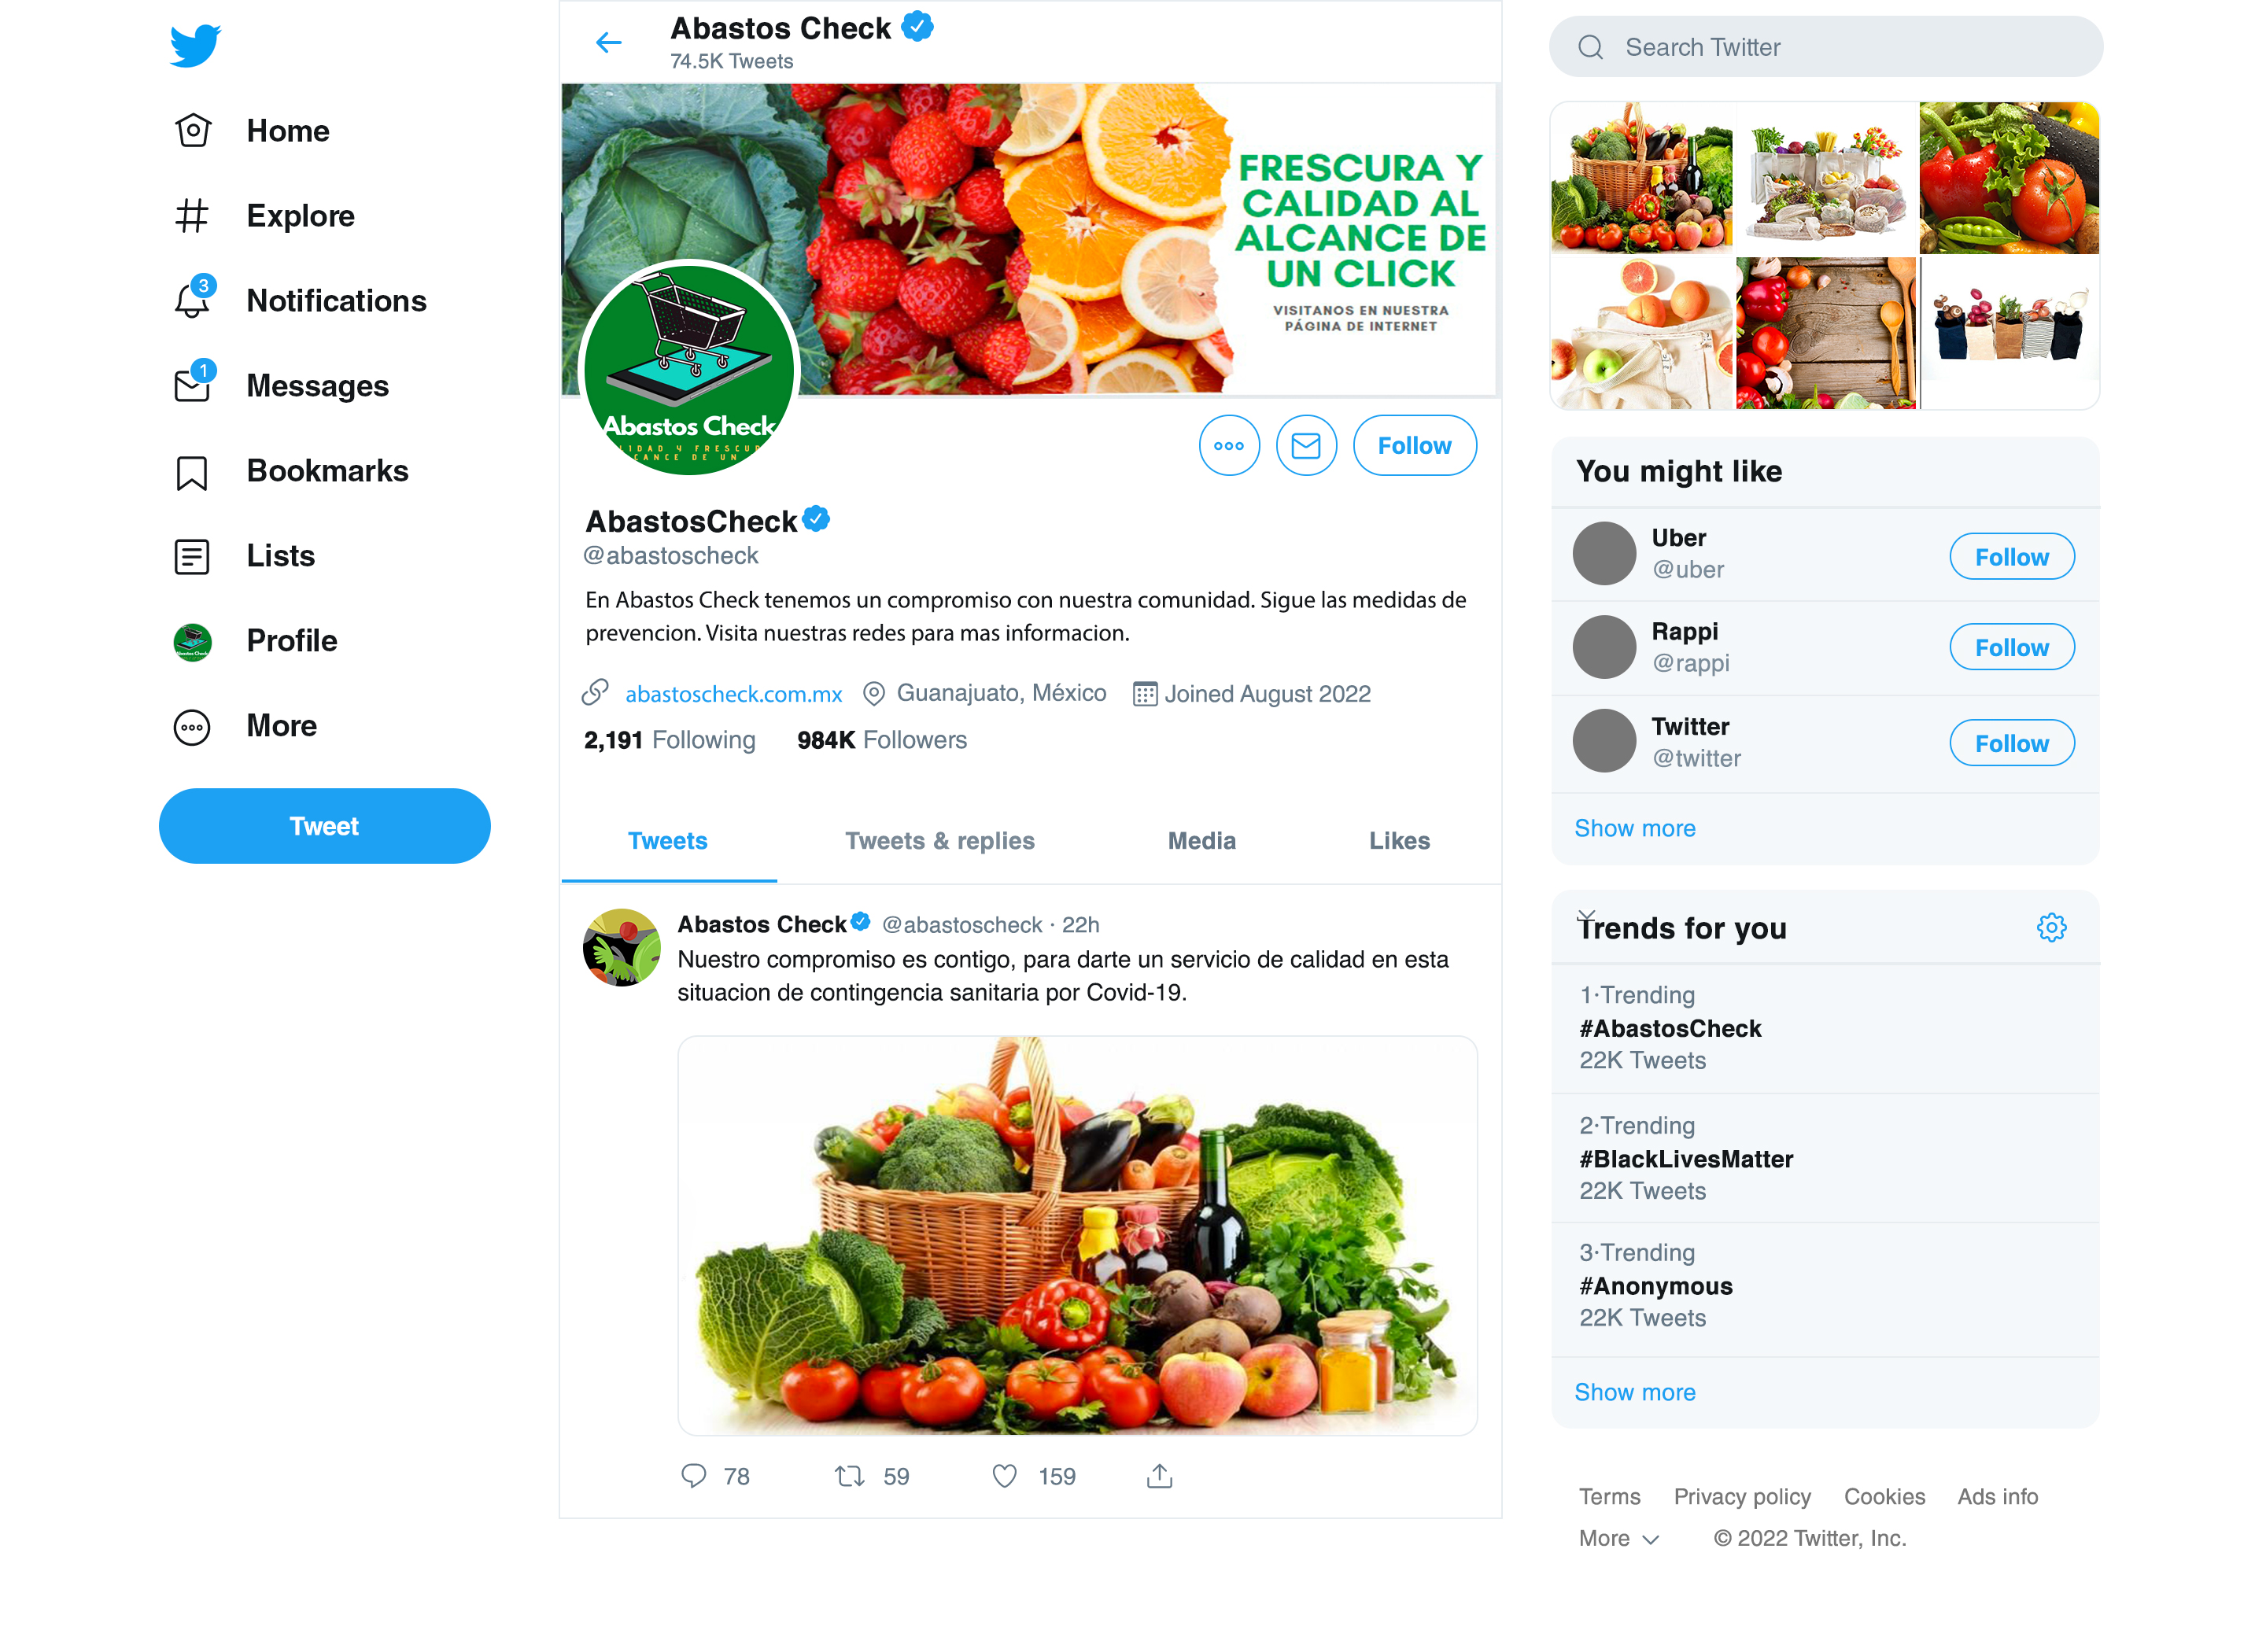 Home
Explore
3
Notifications
1
Messages
Bookmarks
Lists
Profile
More
Tweet
Abastos Check
74.5K Tweets
FRESCURA Y
CALIDAD AL
ALCANCE DE
UN CLICK
VISITANOS EN NUESTRA
PÁGINA DE INTERNET
Abastos Check
IDAD Y FRESCU
CANCE DE UN
Follow
AbastosCheck
@abastoscheck
En Abastos Check tenemos un compromiso con nuestra comunidad. Sigue las medidas de
prevencion. Visita nuestras redes para mas informacion.
abastoscheck.com.mx Guanajuato, México Joined August 2022
2,191 Following 984K Followers
Tweets Tweets & replies Media Likes
Abastos Check @abastoscheck · 22h
Nuestro compromiso es contigo, para darte un servicio de calidad en esta
situacion de contingencia sanitaria por Covid-19.
78 59 159
Search Twitter
You might like
Uber
@uber
Follow
Rappi
@rappi
Follow
Twitter
@twitter
Follow
Show more
Trends for you
1·Trending
#AbastosCheck
22K Tweets
2·Trending
#BlackLivesMatter
22K Tweets
3·Trending
#Anonymous
22K Tweets
Show more
Terms Privacy policy Cookies Ads info
More © 2022 Twitter, Inc.